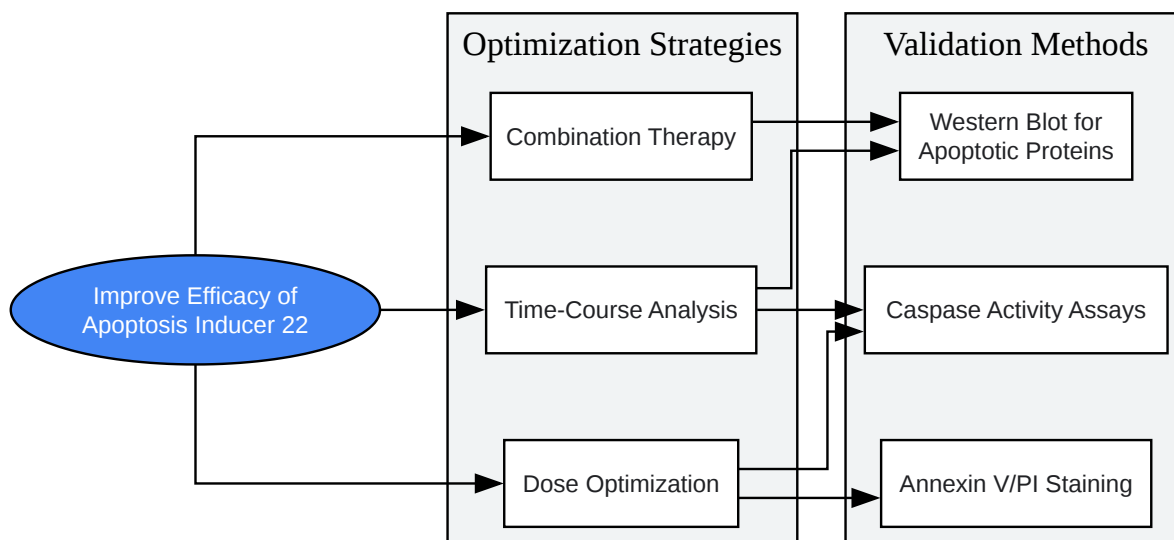 Optimization Strategies
Validation Methods
Combination Therapy
Western Blot for
Apoptotic Proteins
Improve Efficacy of
Apoptosis Inducer 22
Time-Course Analysis
Caspase Activity Assays
Dose Optimization
Annexin V/PI Staining